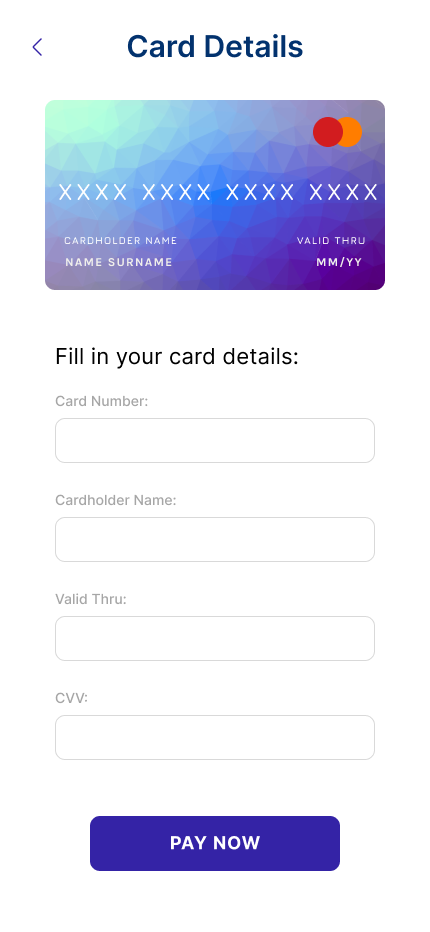 Card Details
XXXX XXXX XXXX XXXX
CARDHOLDER NAME VALID THRU
NAME SURNAME MM/YY
Fill in your card details:
Card Number:
Cardholder Name:
Valid Thru:
CVV:
PAY NOW